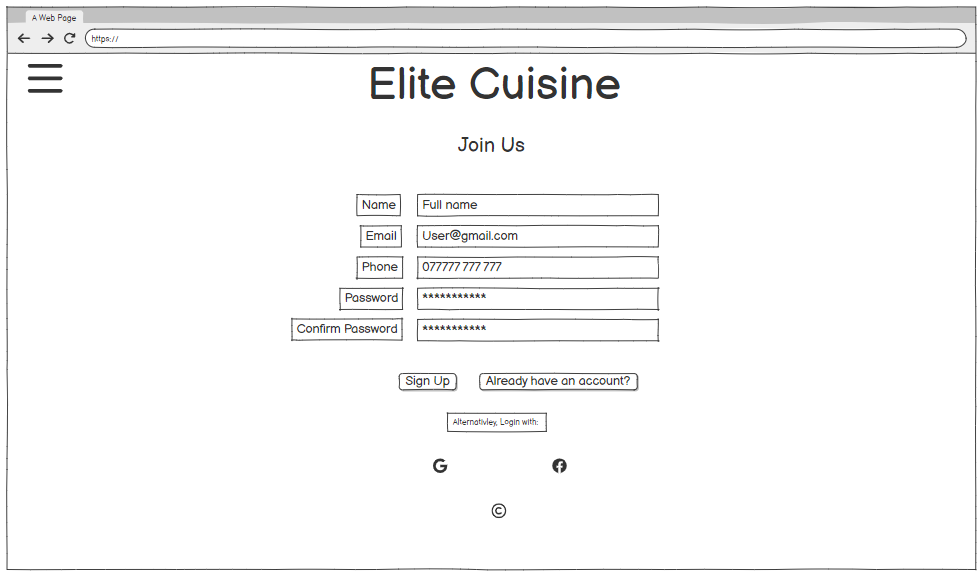 A Web Page
https://
Elite Cuisine
Join Us
Name Full name
Email User@gmail.com
Phone 077777 777 777
Password ***********
Confirm Password ***********
Sign Up Already have an account?
Alternativley, Login with:
G f
©